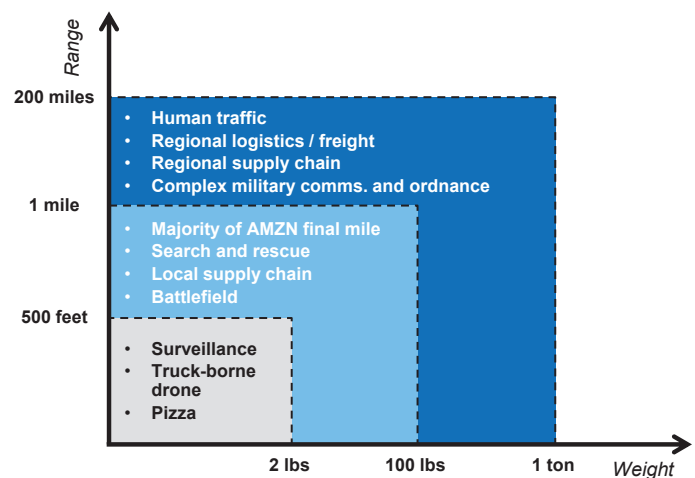 Range
200 miles
• Human traffic
• Regional logistics / freight
• Regional supply chain
• Complex military comms. and ordnance
1 mile
• Majority of AMZN final mile
• Search and rescue
• Local supply chain
• Battlefield
500 feet
• Surveillance
• Truck-borne
drone
• Pizza
2 lbs
100 lbs
1 ton
Weight